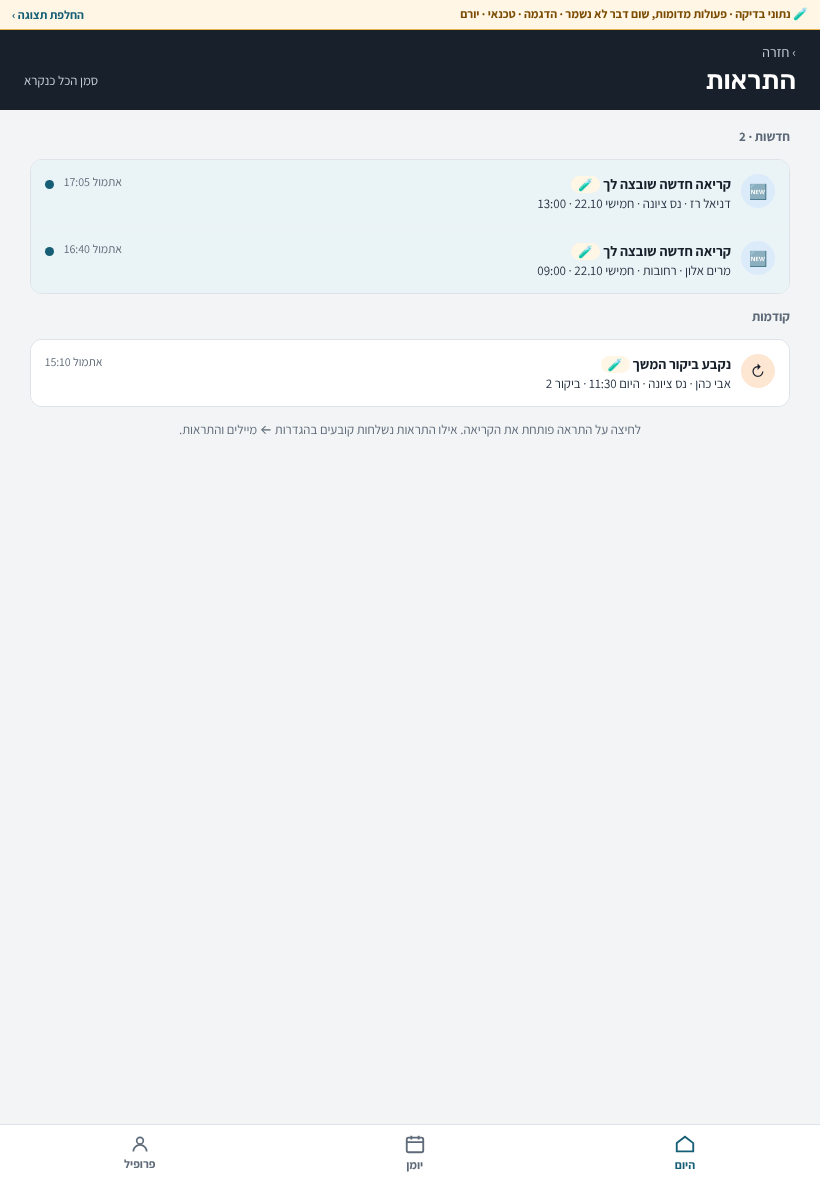 🧪 נתוני בדיקה · פעולות מדומות, שום דבר לא נשמר · הדגמה · טכנאי · יורם
החלפת תצוגה ›
› חזרה
התראות
סמן הכל כנקרא
חדשות · 2
🆕 קריאה חדשה שובצה לך 🧪 אתמול 17:05
דניאל רז · נס ציונה · חמישי 22.10 · 13:00
🆕 קריאה חדשה שובצה לך 🧪 אתמול 16:40
מרים אלון · רחובות · חמישי 22.10 · 09:00
קודמות
↻ נקבע ביקור המשך 🧪 אתמול 15:10
אבי כהן · נס ציונה · היום 11:30 · ביקור 2
לחיצה על התראה פותחת את הקריאה. אילו התראות נשלחות קובעים בהגדרות ← מיילים והתראות.
היום
יומן
פרופיל